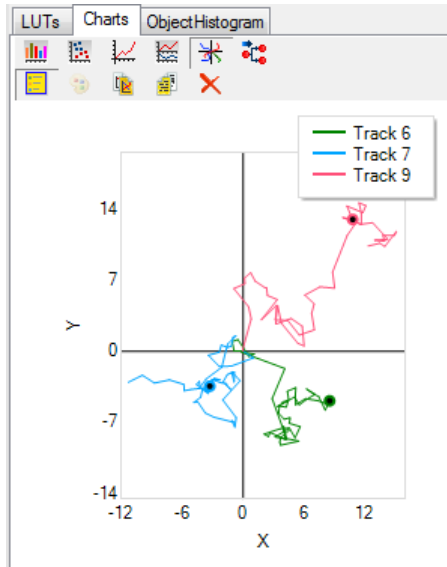 LUTs Charts ObjectHistogram
Track 6
Track 7
Track 9
14
7
Y
0
-7
-14
-12 -6 0 6 12
X